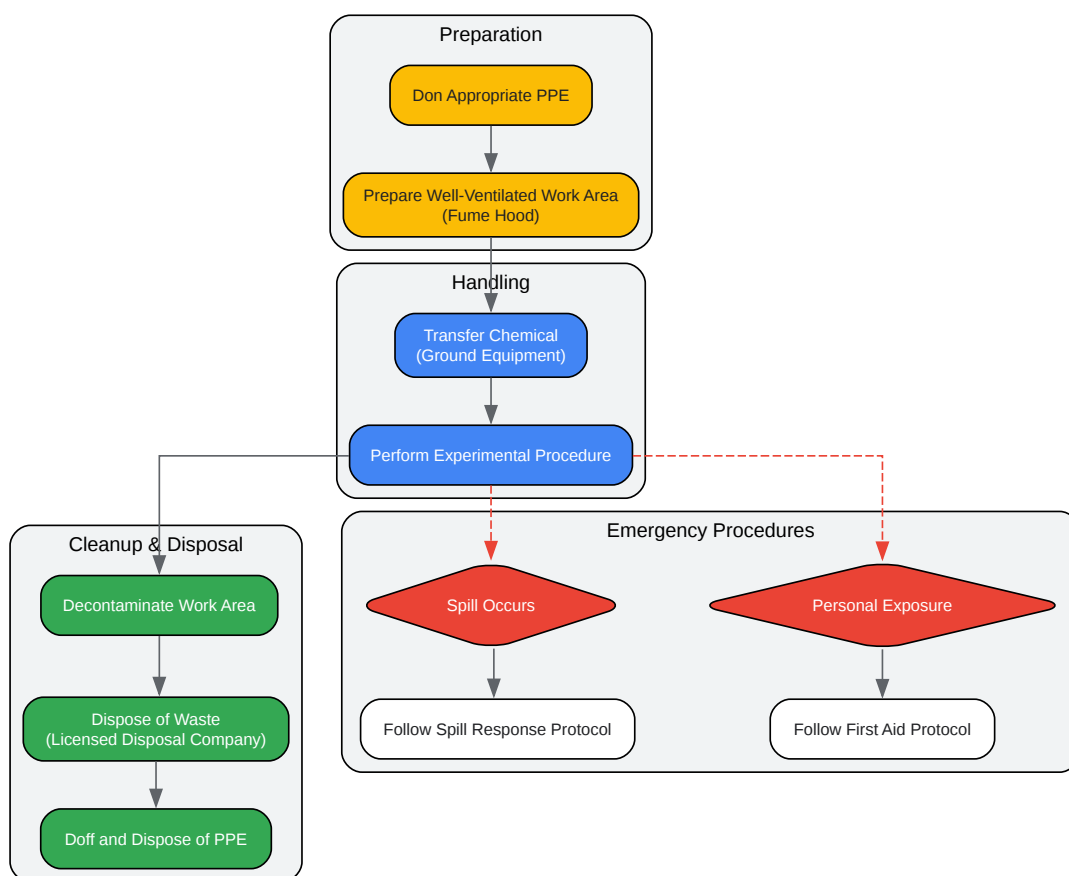 Preparation
Don Appropriate PPE
Prepare Well-Ventilated Work Area
(Fume Hood)
Handling
Transfer Chemical
(Ground Equipment)
Perform Experimental Procedure
Cleanup & Disposal
Decontaminate Work Area
Dispose of Waste
(Licensed Disposal Company)
Doff and Dispose of PPE
Emergency Procedures
Spill Occurs
Personal Exposure
Follow Spill Response Protocol
Follow First Aid Protocol